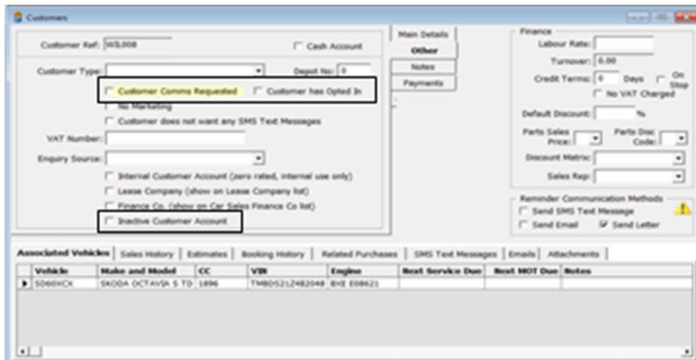 Customers
Customer Ref: WIL008
Cash Account
Customer Type:
Depot No: 0
Customer Comms Requested
Customer has Opted In
No Marketing
Customer does not want any SMS Text Messages
VAT Number:
Enquiry Source:
Internal Customer Account (zero rated, internal use only)
Lease Company (show on Lease Company list)
Finance Co. (show on Car Sales Finance Co list)
Inactive Customer Account
Main Details
Other
Notes
Payments
Finance
Labour Rate:
Turnover: 0.00
Credit Terms: 0 Days
On Stop
No VAT Charged
Default Discount: %
Parts Sales Price:
Parts Disc Code:
Discount Matrix:
Sales Rep:
Reminder Communication Methods
Send SMS Text Message
Send Email
Send Letter
Associated Vehicles Sales History Estimates Booking History Related Purchases SMS Text Messages Emails Attachments
Vehicle Make and Model CC VIN Engine Next Service Due Next MOT Due Notes
SD60XCX SKODA OCTAVIA S TD 1896